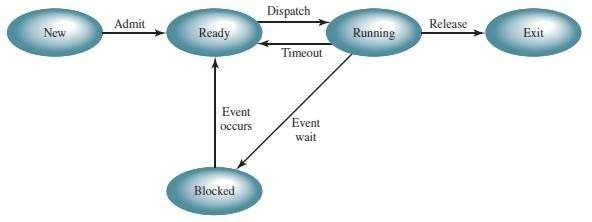 Dispatch
Admit
Release
New
Ready
Running
Exit
Timeout
Event
occurs
Event
wait
Blocked